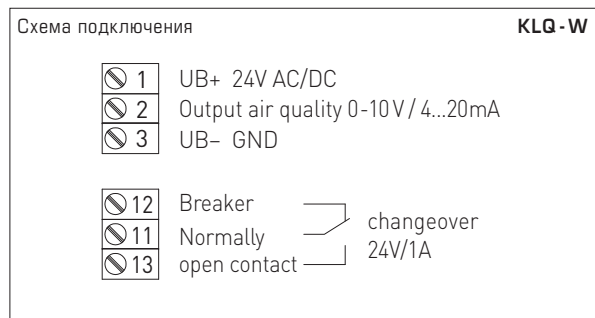 Схема подключения KLQ-W
1 UB+ 24V AC/DC
2 Output air quality 0-10V / 4...20mA
3 UB– GND
12 Breaker
11 Normally
13 open contact
changeover
24V/1A